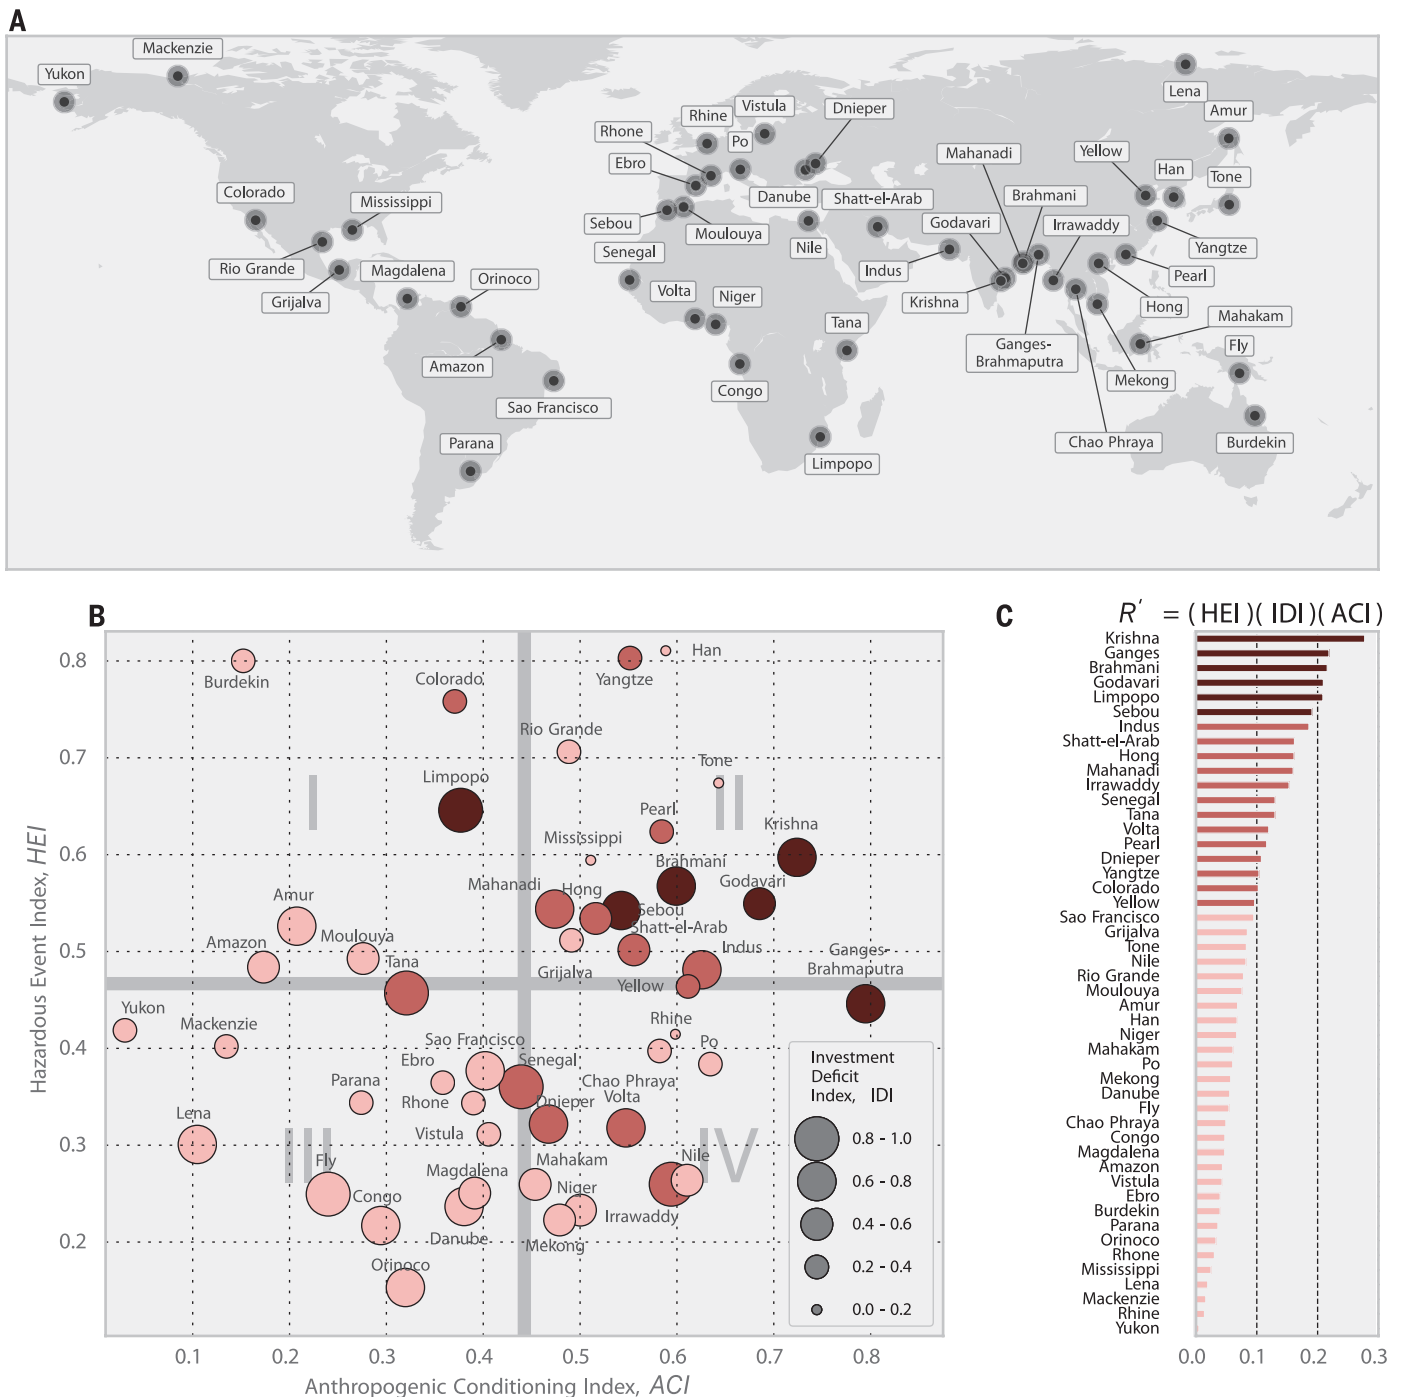 A
Mackenzie
Yukon
Lena
Amur
Vistula
Dnieper
Rhine
Rhone
Po
Mahanadi
Yellow
Ebro
Han
Tone
Colorado
Mississippi
Danube
Shatt-el-Arab
Brahmani
Sebou
Moulouya
Godavari
Irrawaddy
Nile
Yangtze
Senegal
Rio Grande
Magdalena
Orinoco
Indus
Pearl
Grijalva
Volta
Niger
Krishna
Hong
Mahakam
Tana
Ganges-
Brahmaputra
Fly
Amazon
Congo
Mekong
Sao Francisco
Parana
Chao Phraya
Burdekin
Limpopo
B
0.8
0.7
0.6
0.5
0.4
0.3
0.2
Hazardous Event Index, HEI
Burdekin
Han
Yangtze
Colorado
Rio Grande
Tone
I
II
Limpopo
Pearl
Krishna
Mississippi
Brahmani
Mahanadi
Hong
Godavari
Amur
Sebou
Shatt-el-Arab
Amazon
Moulouya
Tana
Grijalva
Indus
Ganges-
Brahmaputra
Yellow
Yukon
Mackenzie
Rhine
Sao Francisco
Po
Ebro
Senegal
Parana
Chao Phraya
Rhone
Dnieper
Volta
Lena
Vistula
III
IV
Fly
Magdalena
Mahakam
Nile
Congo
Niger
Irrawaddy
Danube
Mekong
Orinoco
Investment
Deficit
Index, IDI
0.8 - 1.0
0.6 - 0.8
0.4 - 0.6
0.2 - 0.4
0.0 - 0.2
0.1 0.2 0.3 0.4 0.5 0.6 0.7 0.8
Anthropogenic Conditioning Index, ACI
C
R′ = (HEI)(IDI)(ACI)
Krishna
Ganges
Brahmani
Godavari
Limpopo
Sebou
Indus
Shatt-el-Arab
Hong
Mahanadi
Irrawaddy
Senegal
Tana
Volta
Pearl
Dnieper
Yangtze
Colorado
Yellow
Sao Francisco
Grijalva
Tone
Nile
Rio Grande
Moulouya
Amur
Han
Niger
Mahakam
Po
Mekong
Danube
Fly
Chao Phraya
Congo
Magdalena
Amazon
Vistula
Ebro
Burdekin
Parana
Orinoco
Rhone
Mississippi
Lena
Mackenzie
Rhine
Yukon
0.0 0.1 0.2 0.3